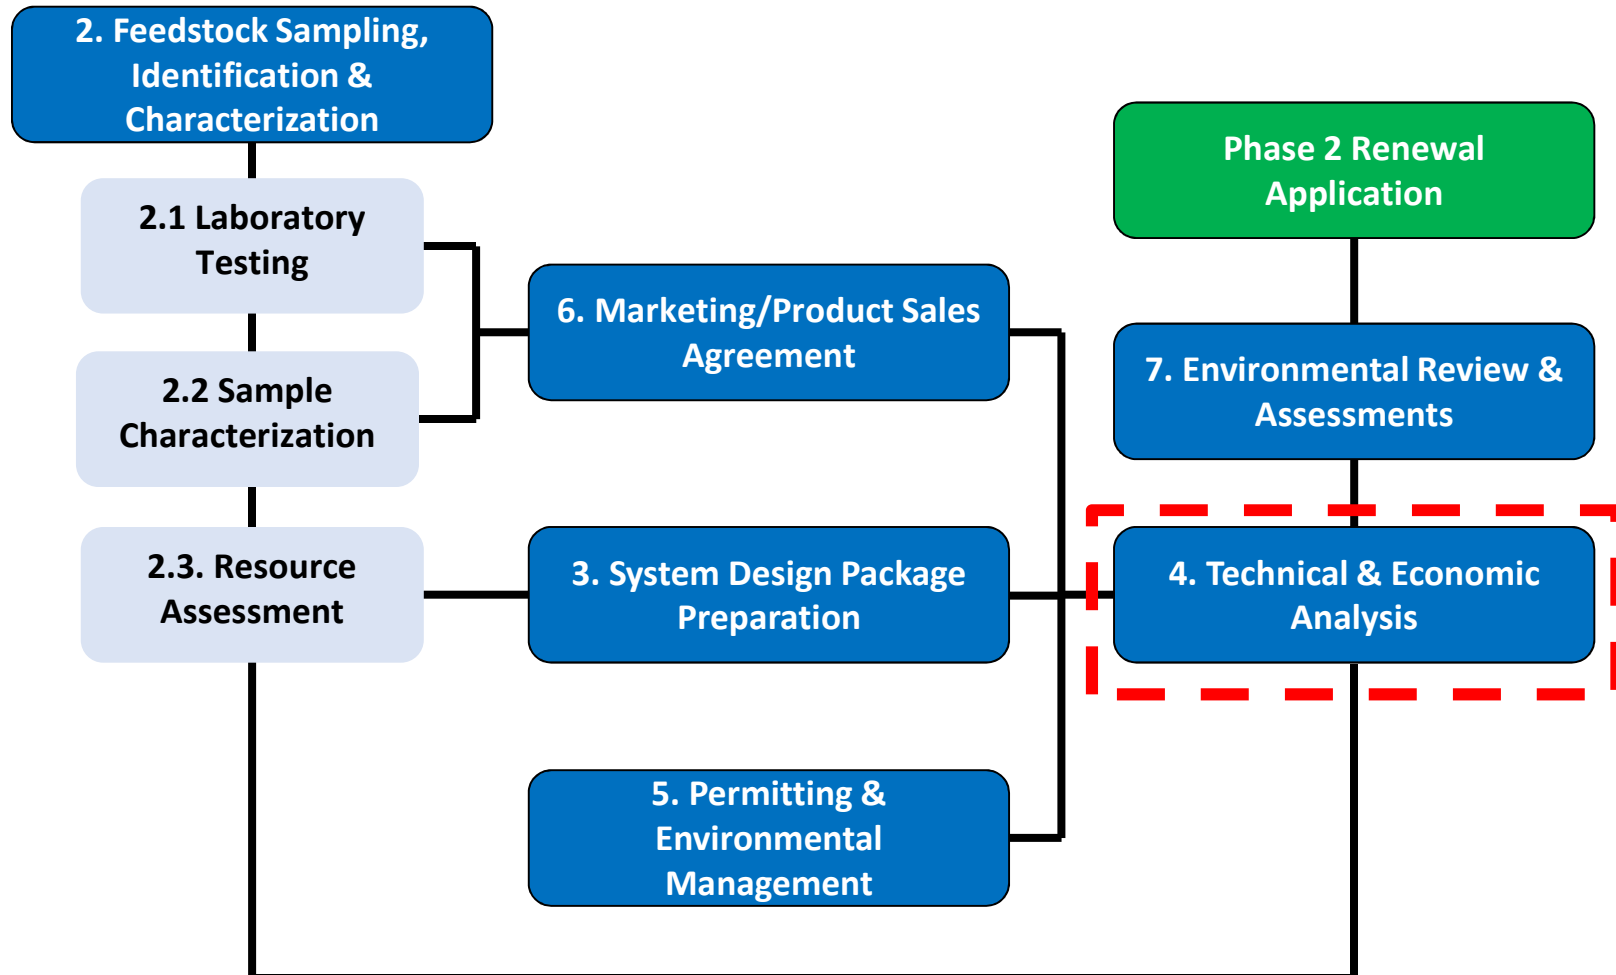 2. Feedstock Sampling,
Identification &
Characterization
2.1 Laboratory
Testing
2.2 Sample
Characterization
2.3. Resource
Assessment
6. Marketing/Product Sales
Agreement
3. System Design Package
Preparation
5. Permitting &
Environmental
Management
Phase 2 Renewal
Application
7. Environmental Review &
Assessments
4. Technical & Economic
Analysis